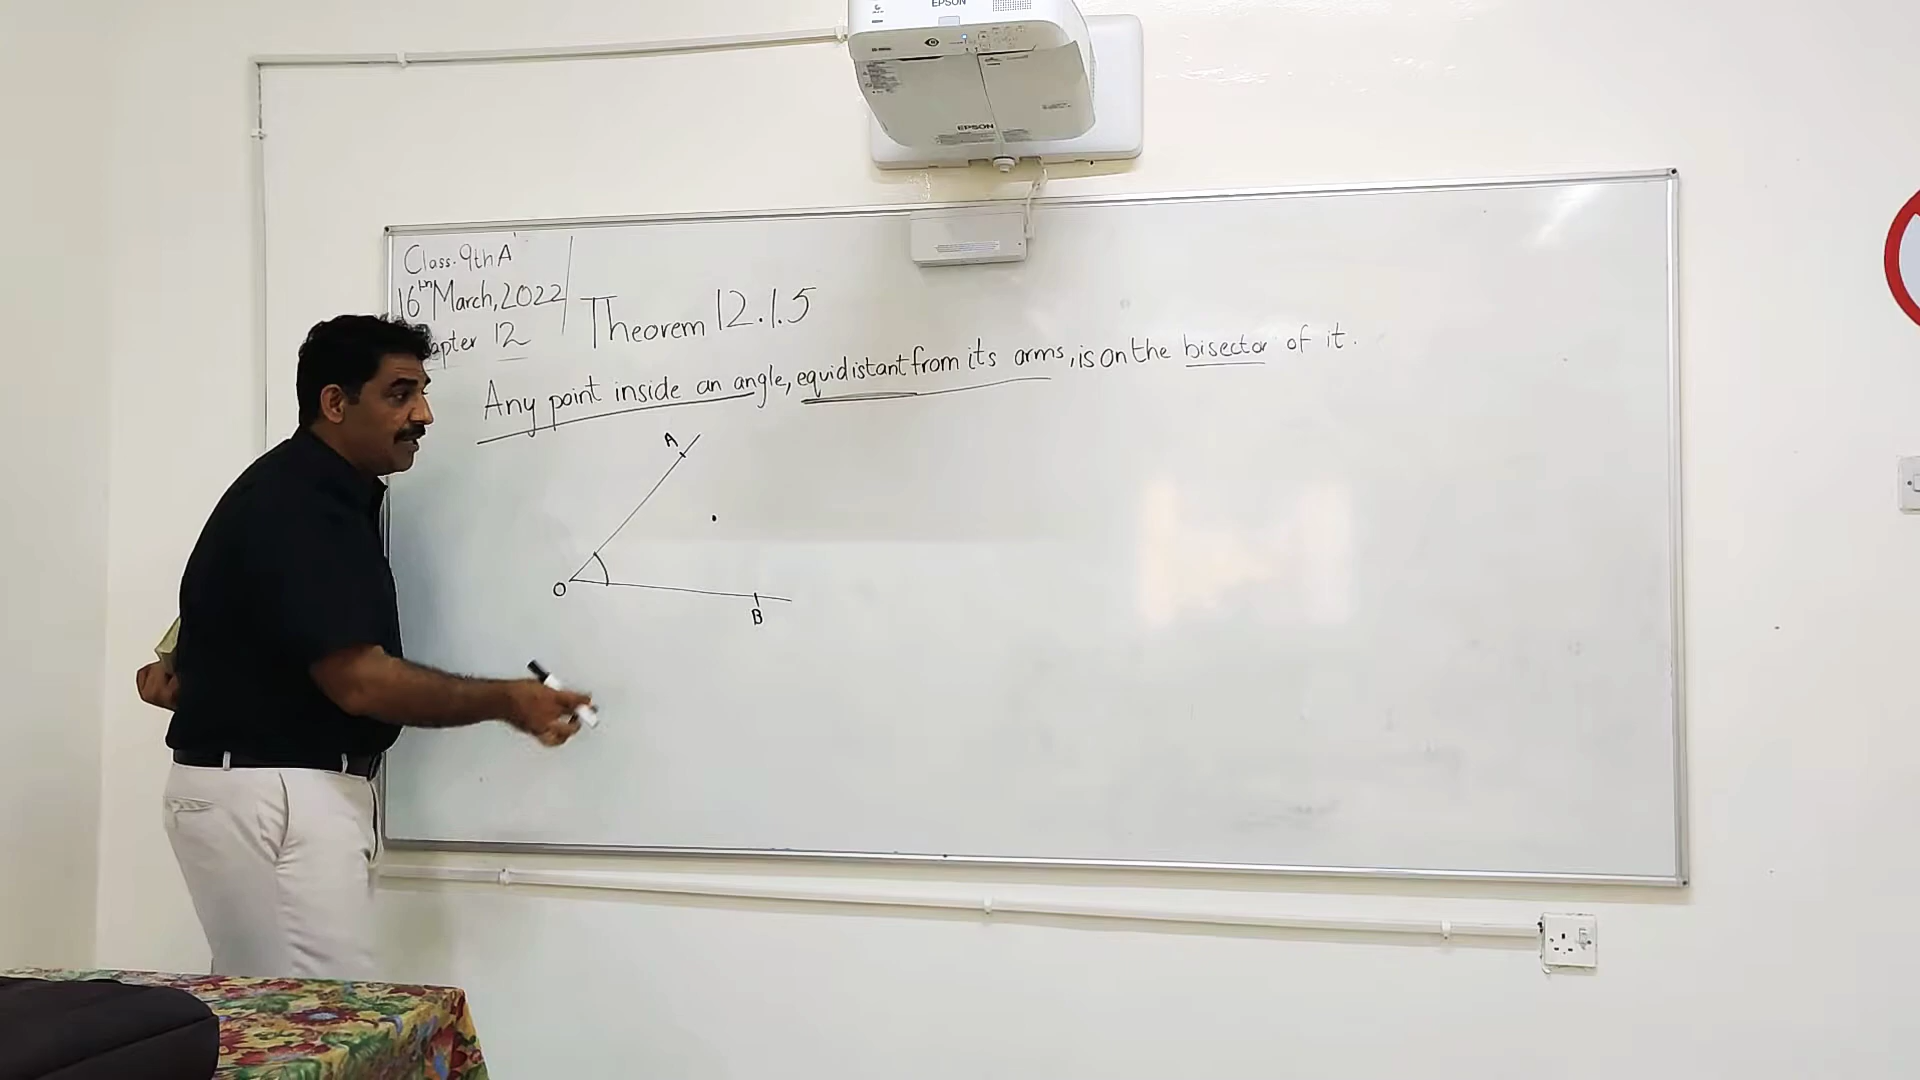 EPSON
EPSON
Class. 9th A
16th March, 2022
apter 12
Theorem 12.1.5
Any point inside an angle, equidistant from its arms, is on the bisector of it.
A
O
B